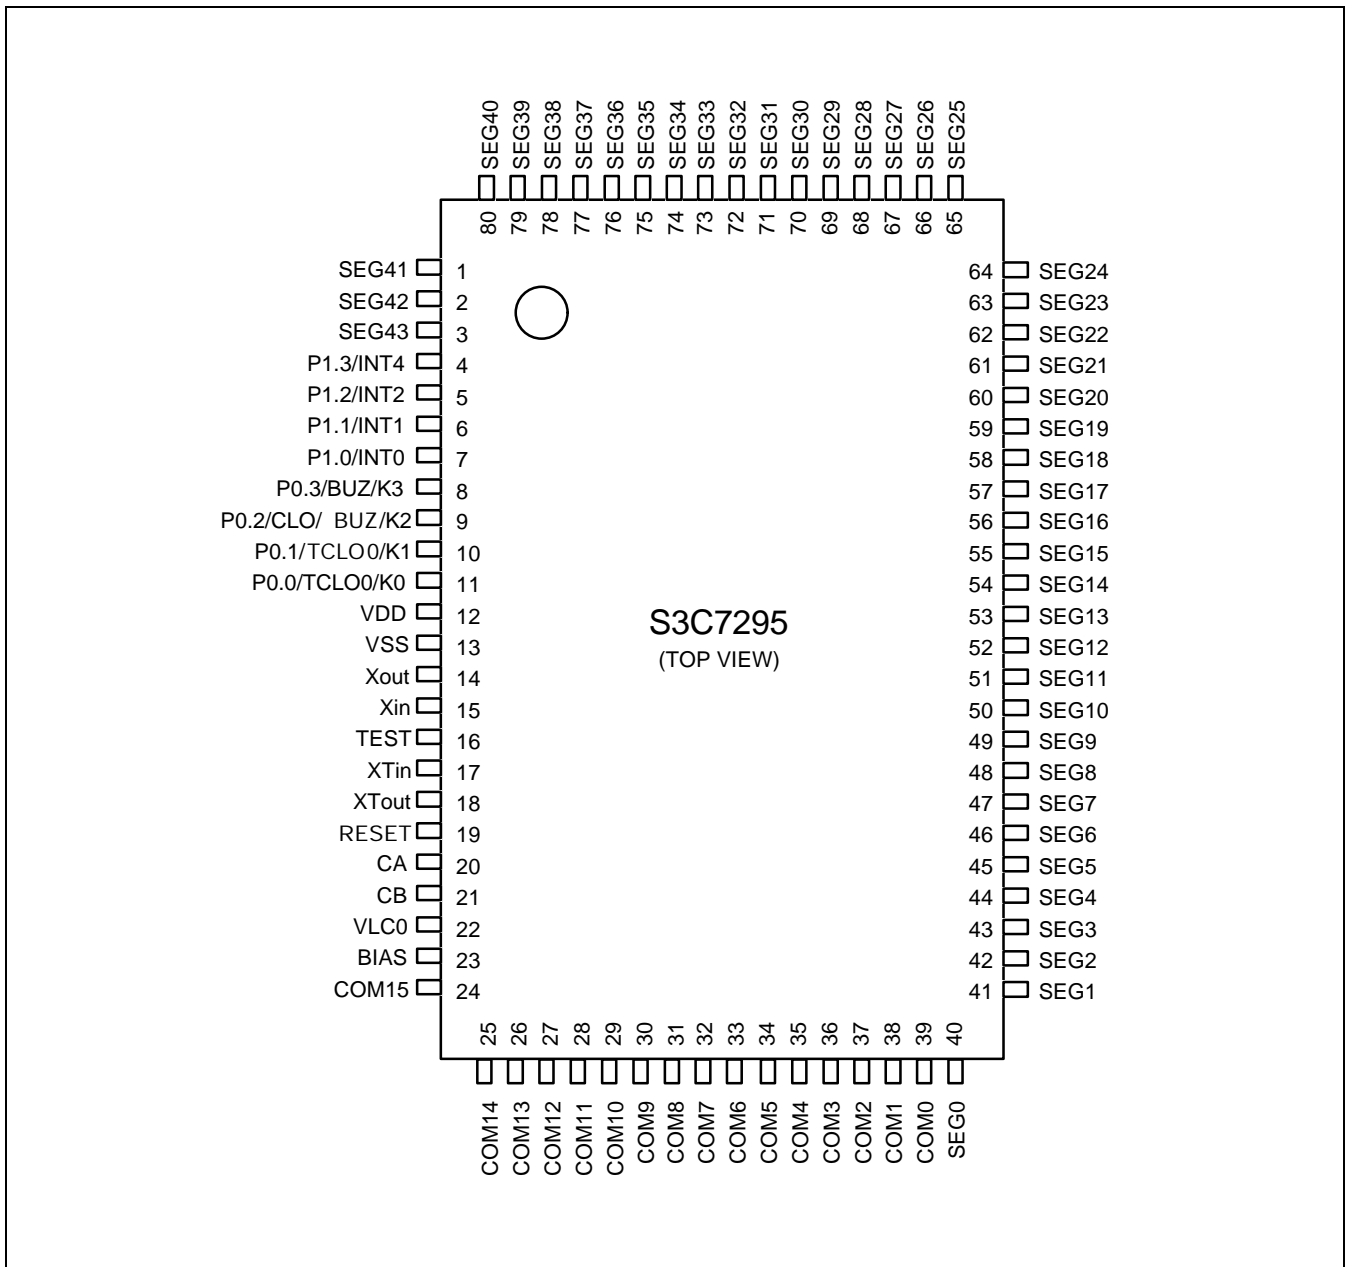 SEG40 SEG39 SEG38 SEG37 SEG36 SEG35 SEG34 SEG33 SEG32 SEG31 SEG30 SEG29 SEG28 SEG27 SEG26 SEG25
80 79 78 77 76 75 74 73 72 71 70 69 68 67 66 65
SEG41 1 64 SEG24
SEG42 2 63 SEG23
SEG43 3 62 SEG22
P1.3/INT4 4 61 SEG21
P1.2/INT2 5 60 SEG20
P1.1/INT1 6 59 SEG19
P1.0/INT0 7 58 SEG18
P0.3/BUZ/K3 8 57 SEG17
P0.2/CLO/ BUZ/K2 9 56 SEG16
P0.1/TCLO0/K1 10 55 SEG15
P0.0/TCLO0/K0 11 54 SEG14
VDD 12 53 SEG13
VSS 13 52 SEG12
Xout 14 51 SEG11
Xin 15 50 SEG10
TEST 16 49 SEG9
XTin 17 48 SEG8
XTout 18 47 SEG7
RESET 19 46 SEG6
CA 20 45 SEG5
CB 21 44 SEG4
VLC0 22 43 SEG3
BIAS 23 42 SEG2
COM15 24 41 SEG1
S3C7295
(TOP VIEW)
25 26 27 28 29 30 31 32 33 34 35 36 37 38 39 40
COM14 COM13 COM12 COM11 COM10 COM9 COM8 COM7 COM6 COM5 COM4 COM3 COM2 COM1 COM0 SEG0